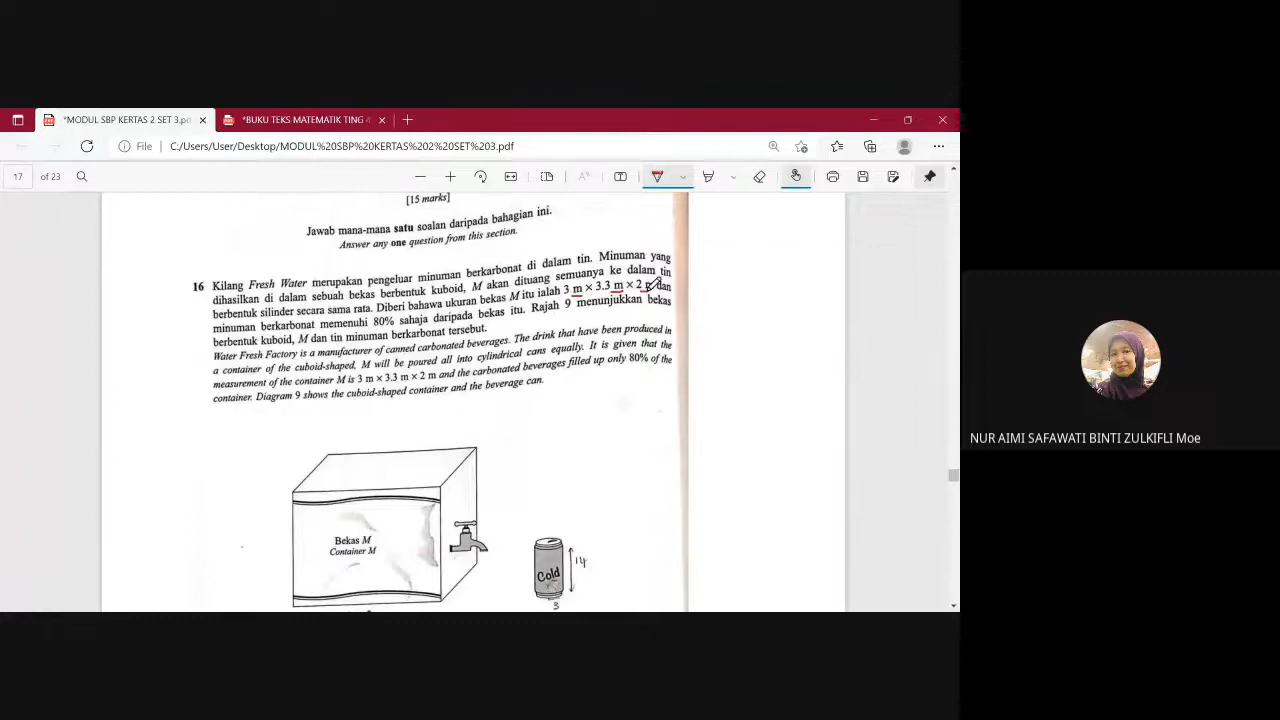 *MODUL SBP KERTAS 2 SET 3.pd
*BUKU TEKS MATEMATIK TING 4
File
C:/Users/User/Desktop/MODUL%20SBP%20KERTAS%202%20SET%203.pdf
17 of 23
[15 marks]
Jawab mana-mana satu soalan daripada bahagian ini.
Answer any one question from this section.
16 Kilang Fresh Water merupakan pengeluar minuman berkarbonat di dalam tin. Minuman yang
dihasilkan di dalam sebuah bekas berbentuk kuboid, M akan dituang semuanya ke dalam tin
berbentuk silinder secara sama rata. Diberi bahawa ukuran bekas M itu ialah 3 m × 3.3 m × 2 dan
minuman berkarbonat memenuhi 80% sahaja daripada bekas itu. Rajah 9 menunjukkan bekas
berbentuk kuboid, M dan tin minuman berkarbonat tersebut.
Water Fresh Factory is a manufacturer of canned carbonated beverages. The drink that have been produced in
a container of the cuboid-shaped, M will be poured all into cylindrical cans equally. It is given that the
measurement of the container M is 3 m × 3.3 m × 2 m and the carbonated beverages filled up only 80% of the
container. Diagram 9 shows the cuboid-shaped container and the beverage can.
Bekas M
Container M
Cold
14
3
NUR AIMI SAFAWATI BINTI ZULKIFLI Moe